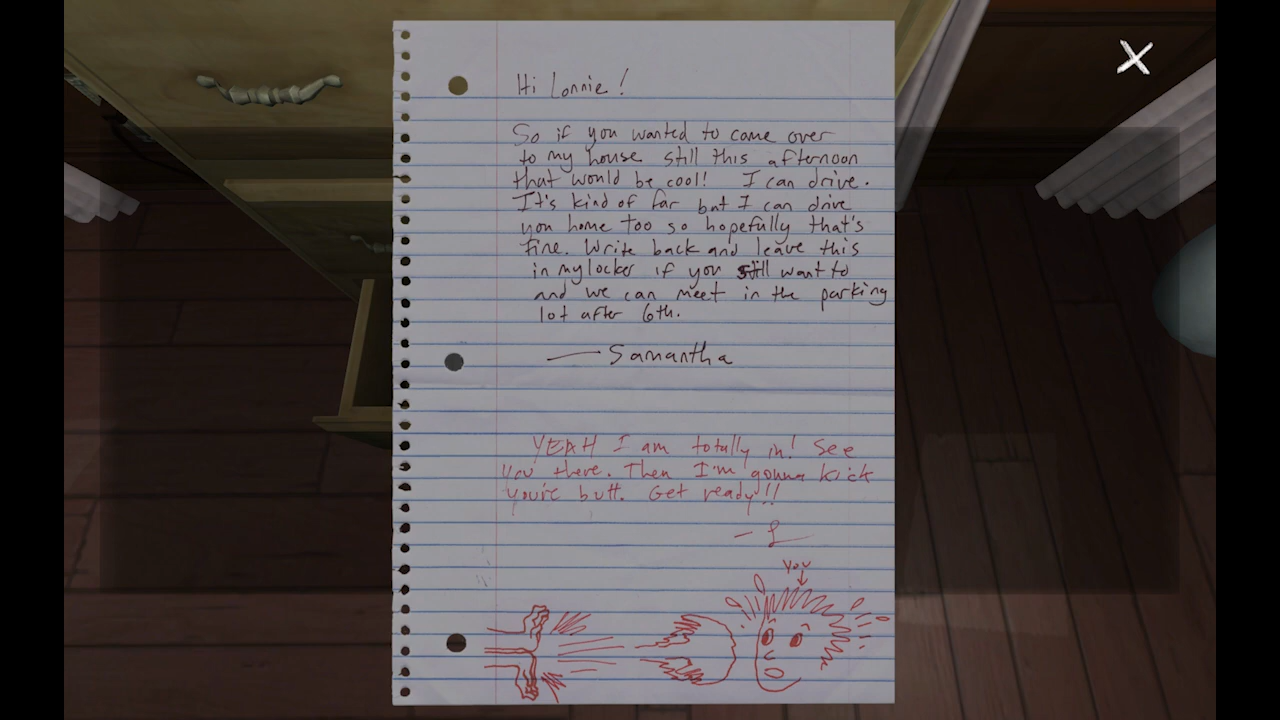 Hi Lonnie!
So if you wanted to come over
to my house still this afternoon
that would be cool! I can drive.
It's kind of far but I can drive
you home too so hopefully that's
fine. Write back and leave this
in my locker if you still want to
and we can meet in the parking
lot after 6th.
— Samantha
YEAH I am totally in! See
you there. Then I'm gonna kick
you're butt. Get ready!!!
- L
you